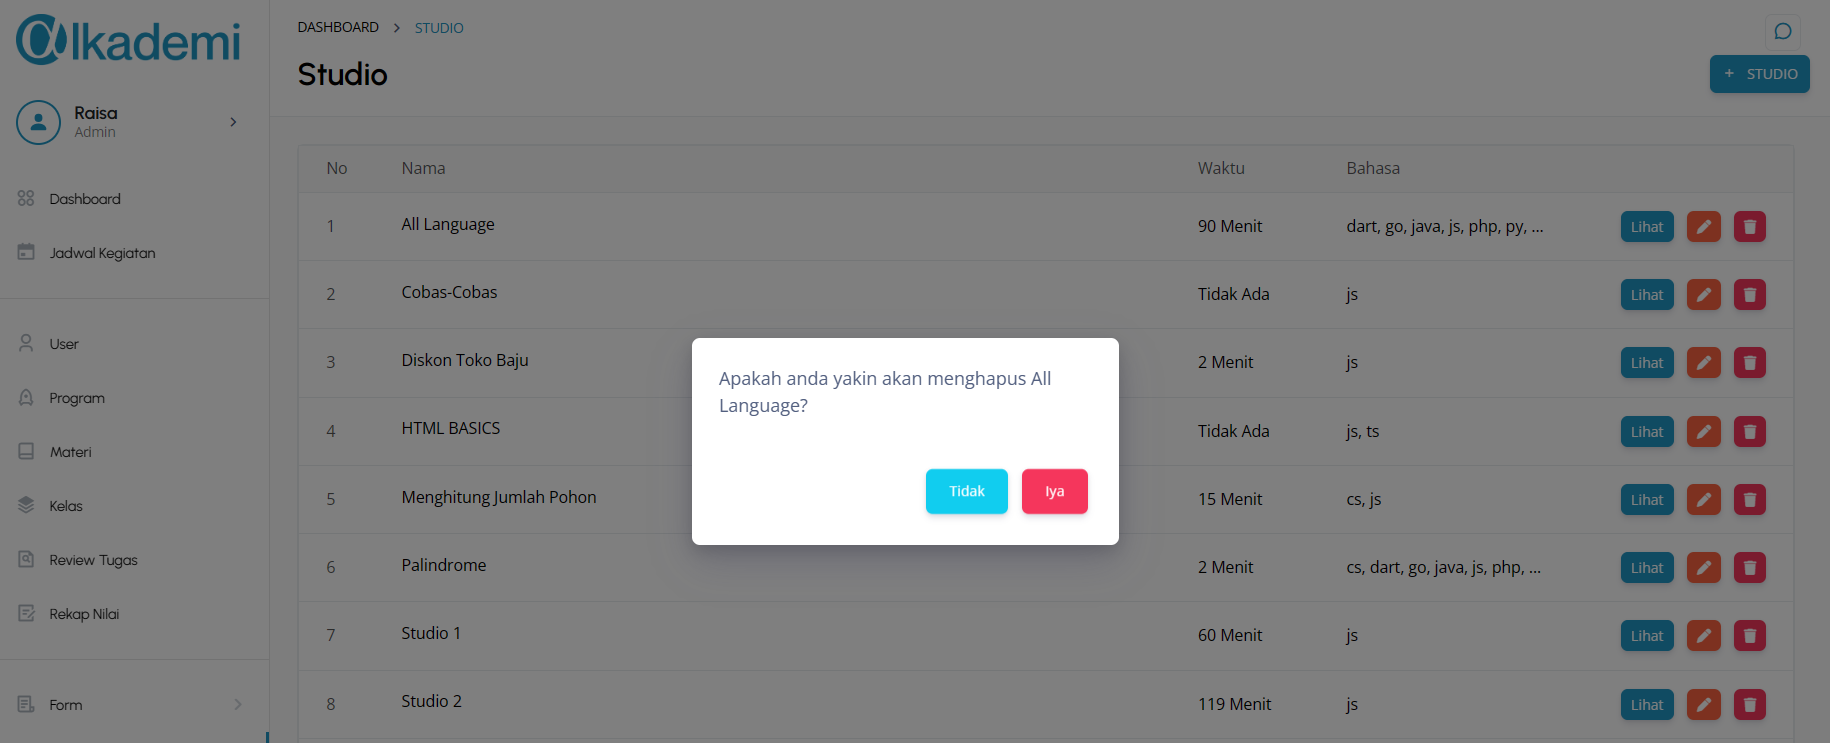 @lkademi
Raisa
Admin
Dashboard
Jadwal Kegiatan
User
Program
Materi
Kelas
Review Tugas
Rekap Nilai
Form
DASHBOARD > STUDIO
Studio
+ STUDIO
No Nama Waktu Bahasa
1 All Language 90 Menit dart, go, java, js, php, py, ... Lihat
2 Cobas-Cobas Tidak Ada js Lihat
3 Diskon Toko Baju 2 Menit js Lihat
4 HTML BASICS Tidak Ada js, ts Lihat
5 Menghitung Jumlah Pohon 15 Menit cs, js Lihat
6 Palindrome 2 Menit cs, dart, go, java, js, php, ... Lihat
7 Studio 1 60 Menit js Lihat
8 Studio 2 119 Menit js Lihat
Apakah anda yakin akan menghapus All
Language?
Tidak Iya